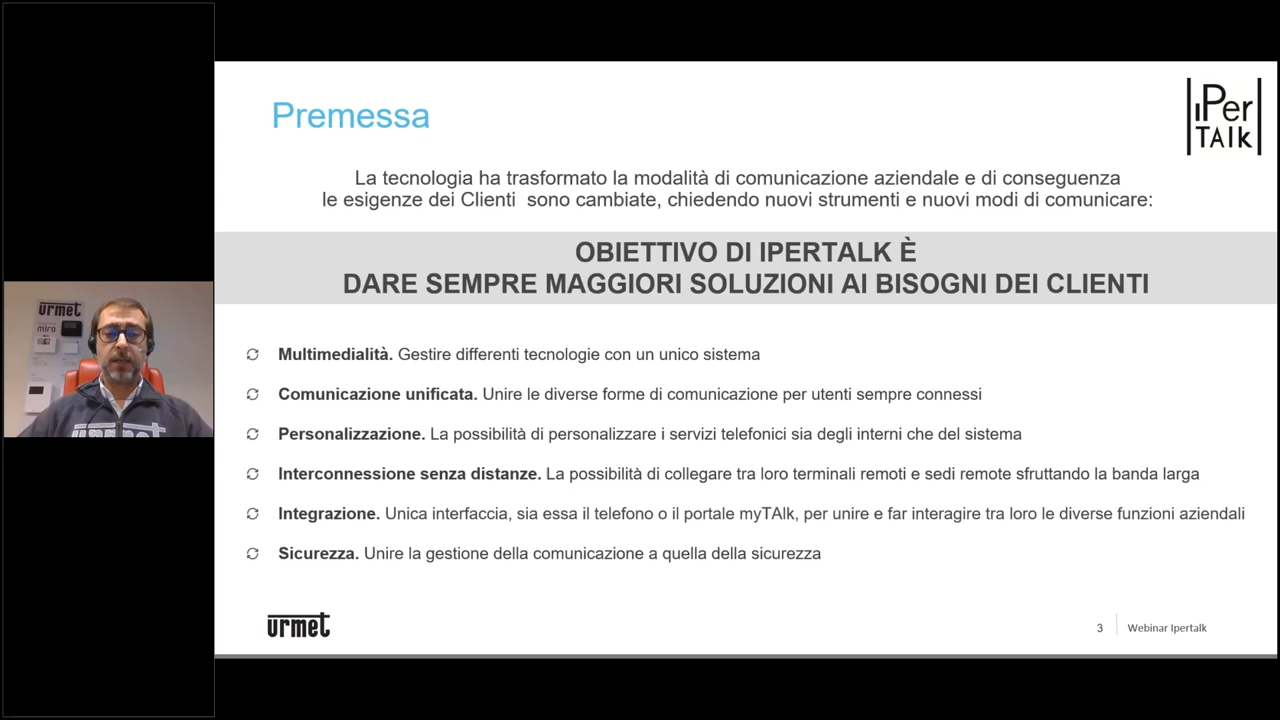 Premessa
iPer
TAlk
La tecnologia ha trasformato la modalità di comunicazione aziendale e di conseguenza
le esigenze dei Clienti sono cambiate, chiedendo nuovi strumenti e nuovi modi di comunicare:
OBIETTIVO DI IPERTALK È
DARE SEMPRE MAGGIORI SOLUZIONI AI BISOGNI DEI CLIENTI
urmet
miro
urmet
Multimedialità. Gestire differenti tecnologie con un unico sistema
Comunicazione unificata. Unire le diverse forme di comunicazione per utenti sempre connessi
Personalizzazione. La possibilità di personalizzare i servizi telefonici sia degli interni che del sistema
Interconnessione senza distanze. La possibilità di collegare tra loro terminali remoti e sedi remote sfruttando la banda larga
Integrazione. Unica interfaccia, sia essa il telefono o il portale myTAlk, per unire e far interagire tra loro le diverse funzioni aziendali
Sicurezza. Unire la gestione della comunicazione a quella della sicurezza
urmet
3
Webinar Ipertalk